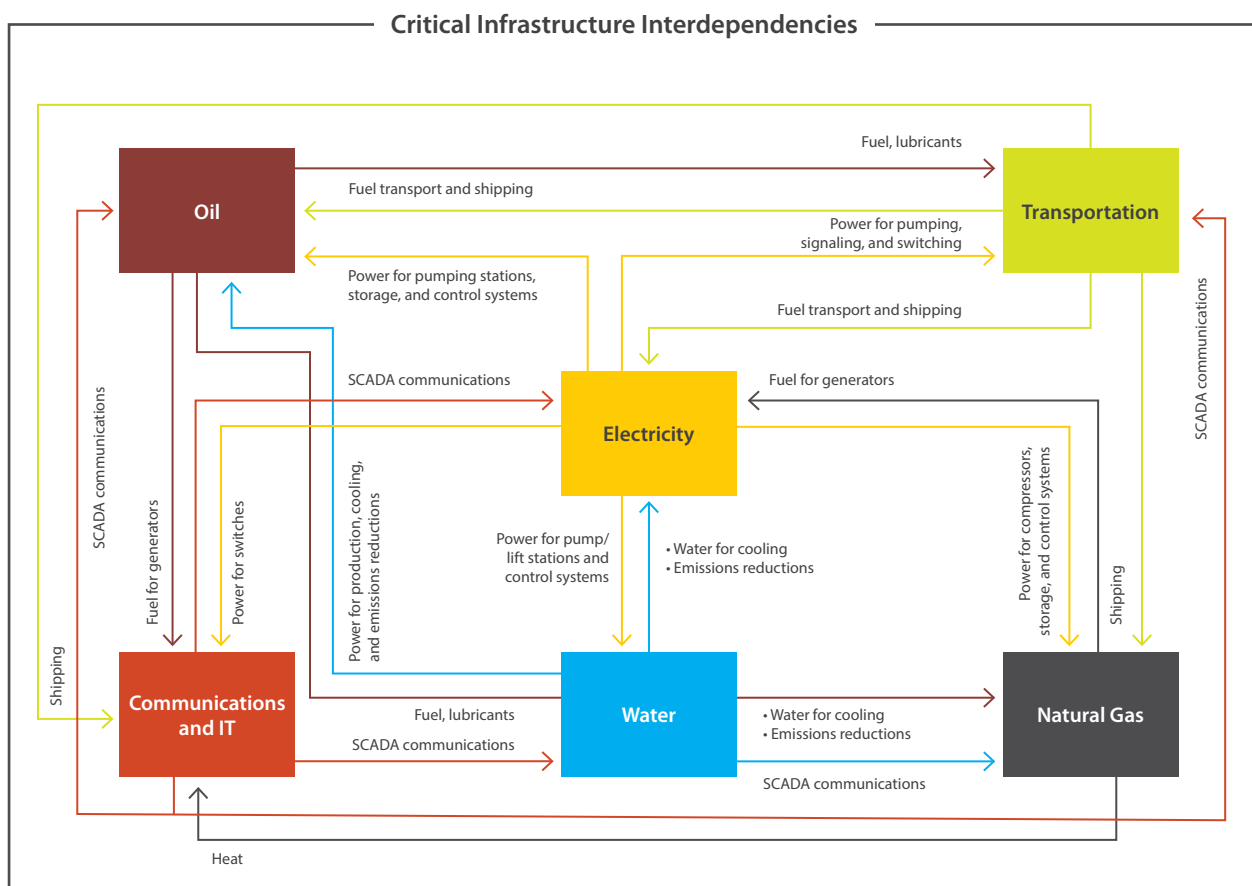 Critical Infrastructure Interdependencies
Fuel, lubricants
Oil
Fuel transport and shipping
Transportation
Power for pumping,
signaling, and switching
Power for pumping stations,
storage, and control systems
Fuel transport and shipping
SCADA communications
SCADA communications
SCADA communications
Fuel for generators
Electricity
Fuel for generators
Power for switches
Power for production, cooling,
and emissions reductions
Power for pump/
lift stations and
control systems
• Water for cooling
• Emissions reductions
Power for compressors,
storage, and control systems
Shipping
Shipping
Communications
and IT
Fuel, lubricants
SCADA communications
Water
• Water for cooling
• Emissions reductions
SCADA communications
Natural Gas
Heat